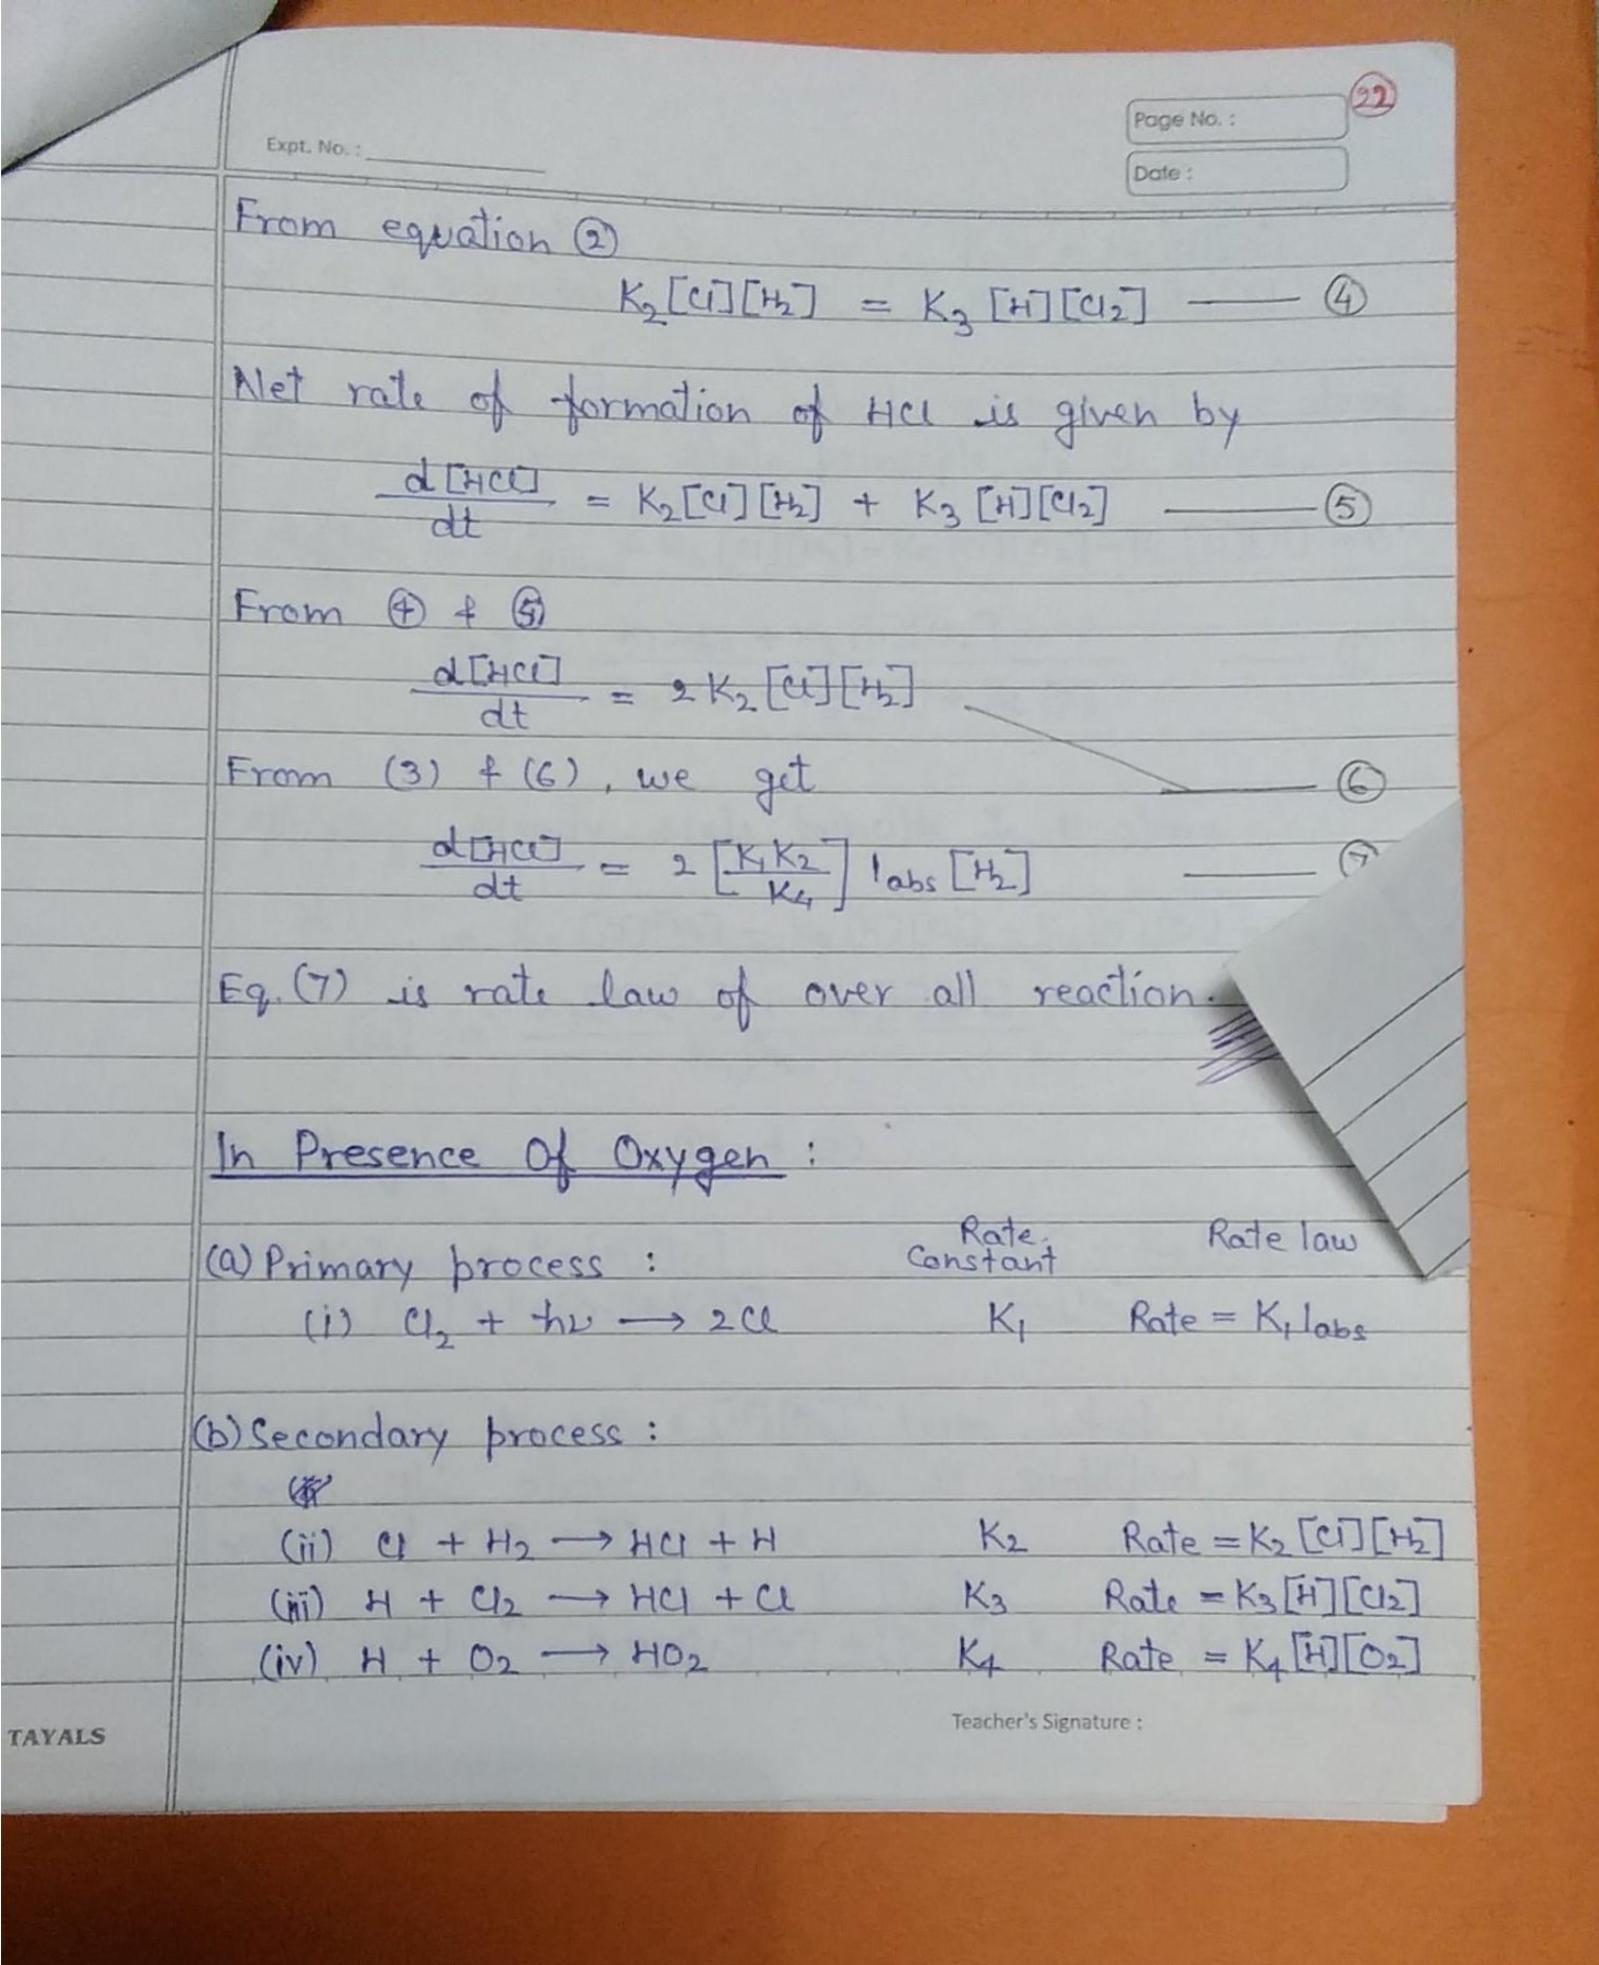 22
Page No. :
Expt. No. :
Date :
From equation ②
K₂[Cl][H₂] = K₃ [H][Cl₂] —— ④
Net rate of formation of HCl is given by
d[HCl]/dt = K₂[Cl][H₂] + K₃ [H][Cl₂] —— ⑤
From ④ & ⑤
d[HCl]/dt = 2K₂[Cl][H₂]
From (3) & (6), we get —— ⑥
d[HCl]/dt = 2 [K₁K₂/K₄] Iabs [H₂] —— ⑦
Eq. (7) is rate law of over all reaction.
In Presence Of Oxygen :
(a) Primary process : Rate Constant Rate law
(i) Cl₂ + hν → 2Cl K₁ Rate = K₁Iabs
(b) Secondary process :
(ii) Cl + H₂ → HCl + H K₂ Rate = K₂[Cl][H₂]
(iii) H + Cl₂ → HCl + Cl K₃ Rate = K₃[H][Cl₂]
(iv) H + O₂ → HO₂ K₄ Rate = K₄[H][O₂]
Teacher's Signature :
TAYALS